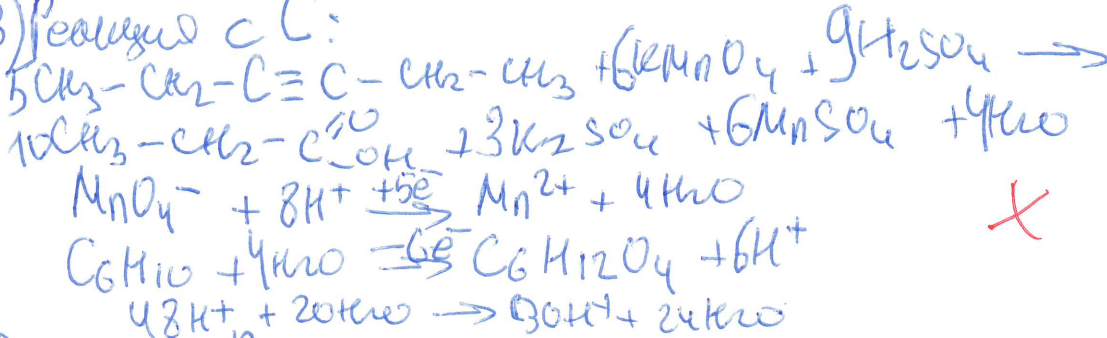 3) Реакция с C:
5CH₃–CH₂–C≡C–CH₂–CH₃ +6KMnO₄ + 9H₂SO₄ →
10CH₃–CH₂–C=O–OH +3K₂SO₄ +6MnSO₄ +4H₂O
MnO₄⁻ + 8H⁺ +5e⁻→ Mn²⁺ + 4H₂O
C₆H₁₀ +4H₂O –6e⁻→ C₆H₁₂O₄ +6H⁺
48H⁺ + 20H₂O → 30H⁺ + 24H₂O